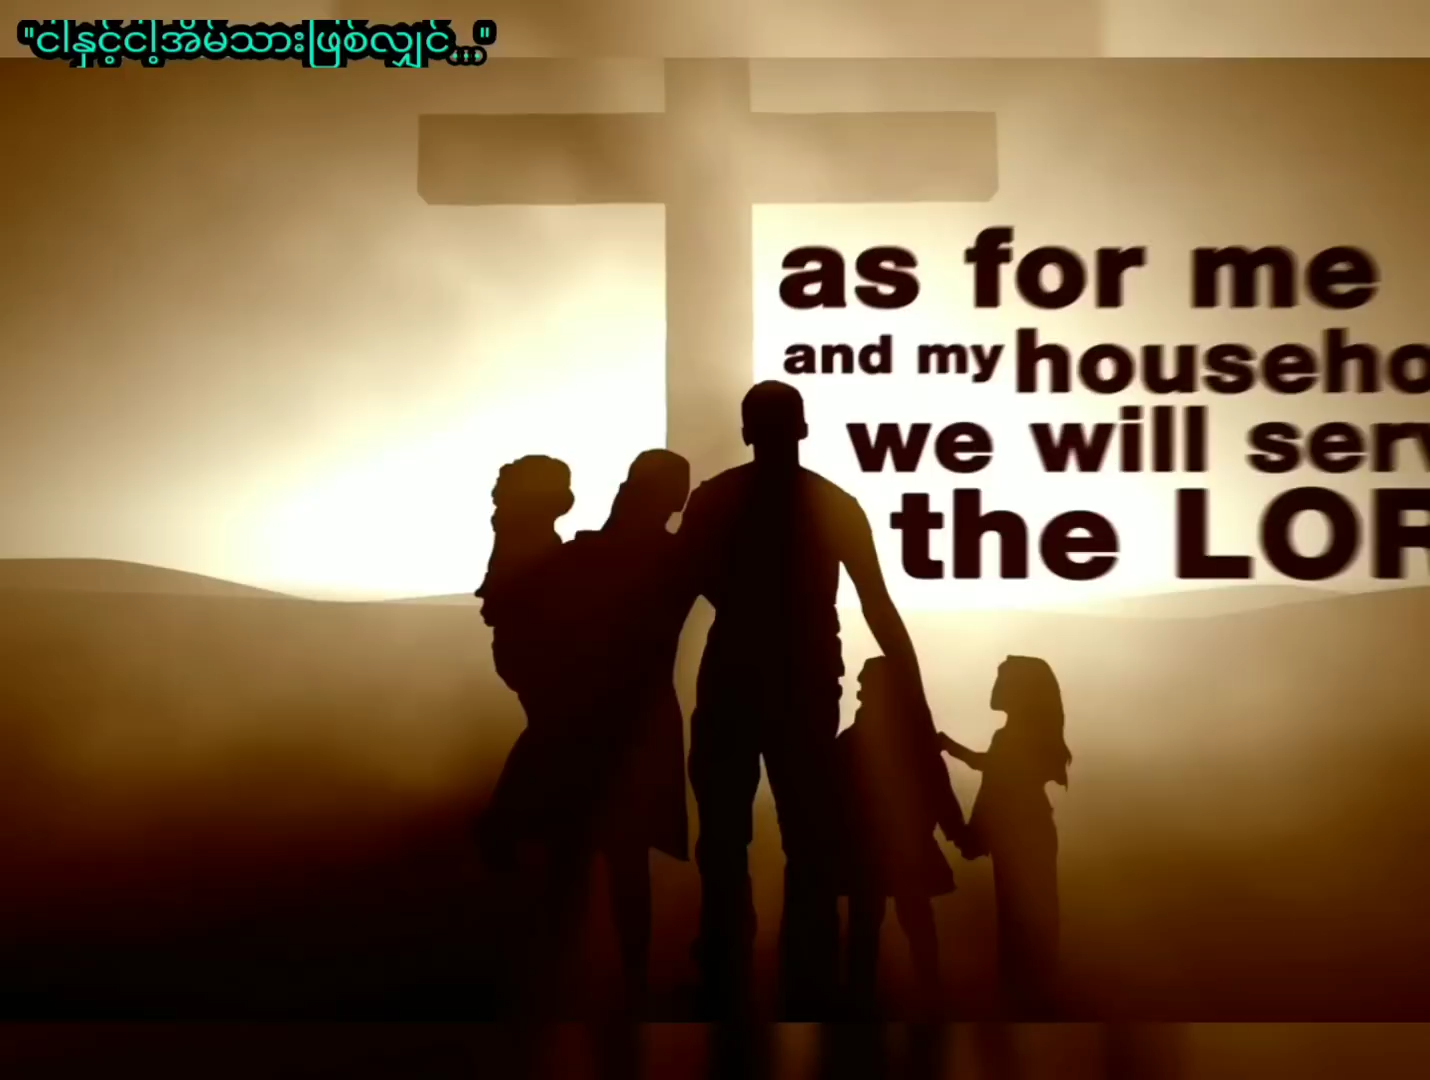 "ငါနှင့်ငါ့အိမ်သားဖြစ်လျှင်..."
as for me
and my househo
we will serv
the LOR